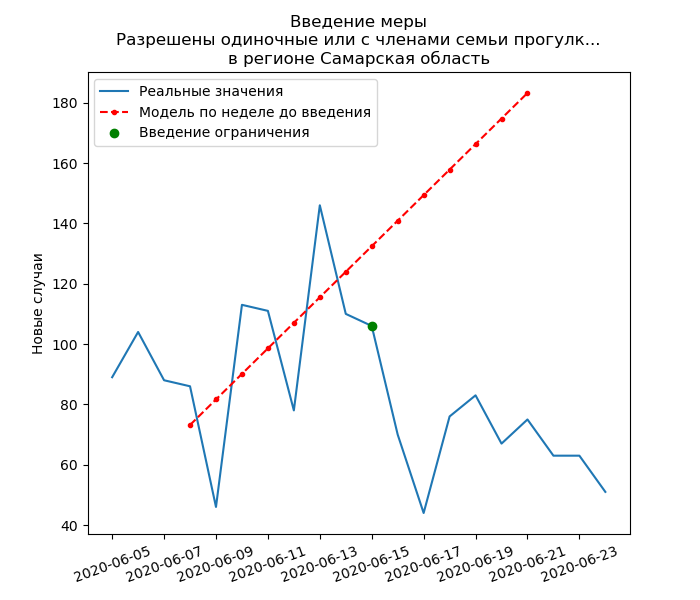 Введение меры
Разрешены одиночные или с членами семьи прогулк...
в регионе Самарская область
Реальные значения
Модель по неделе до введения
Введение ограничения
Новые случаи
180
160
140
120
100
80
60
40
2020-06-05
2020-06-07
2020-06-09
2020-06-11
2020-06-13
2020-06-15
2020-06-17
2020-06-19
2020-06-21
2020-06-23